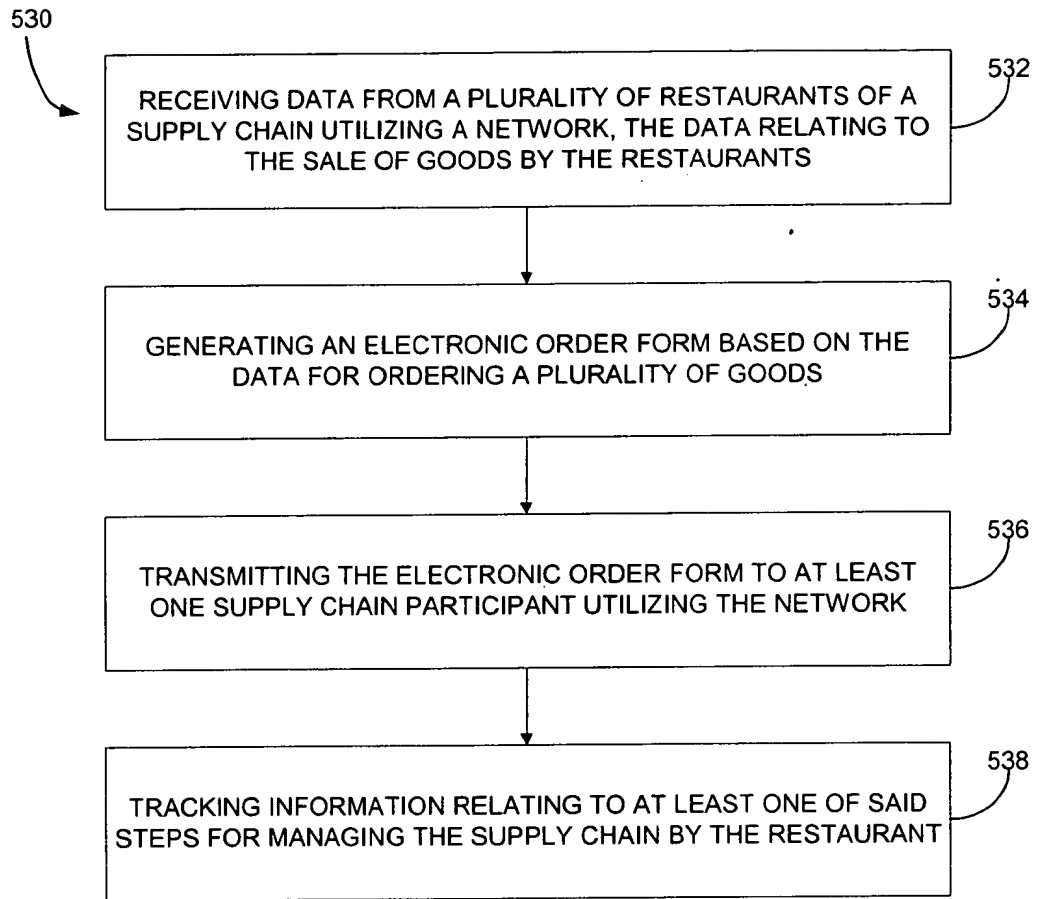 530
532
RECEIVING DATA FROM A PLURALITY OF RESTAURANTS OF A
SUPPLY CHAIN UTILIZING A NETWORK, THE DATA RELATING TO
THE SALE OF GOODS BY THE RESTAURANTS
534
GENERATING AN ELECTRONIC ORDER FORM BASED ON THE
DATA FOR ORDERING A PLURALITY OF GOODS
536
TRANSMITTING THE ELECTRONIC ORDER FORM TO AT LEAST
ONE SUPPLY CHAIN PARTICIPANT UTILIZING THE NETWORK
538
TRACKING INFORMATION RELATING TO AT LEAST ONE OF SAID
STEPS FOR MANAGING THE SUPPLY CHAIN BY THE RESTAURANT